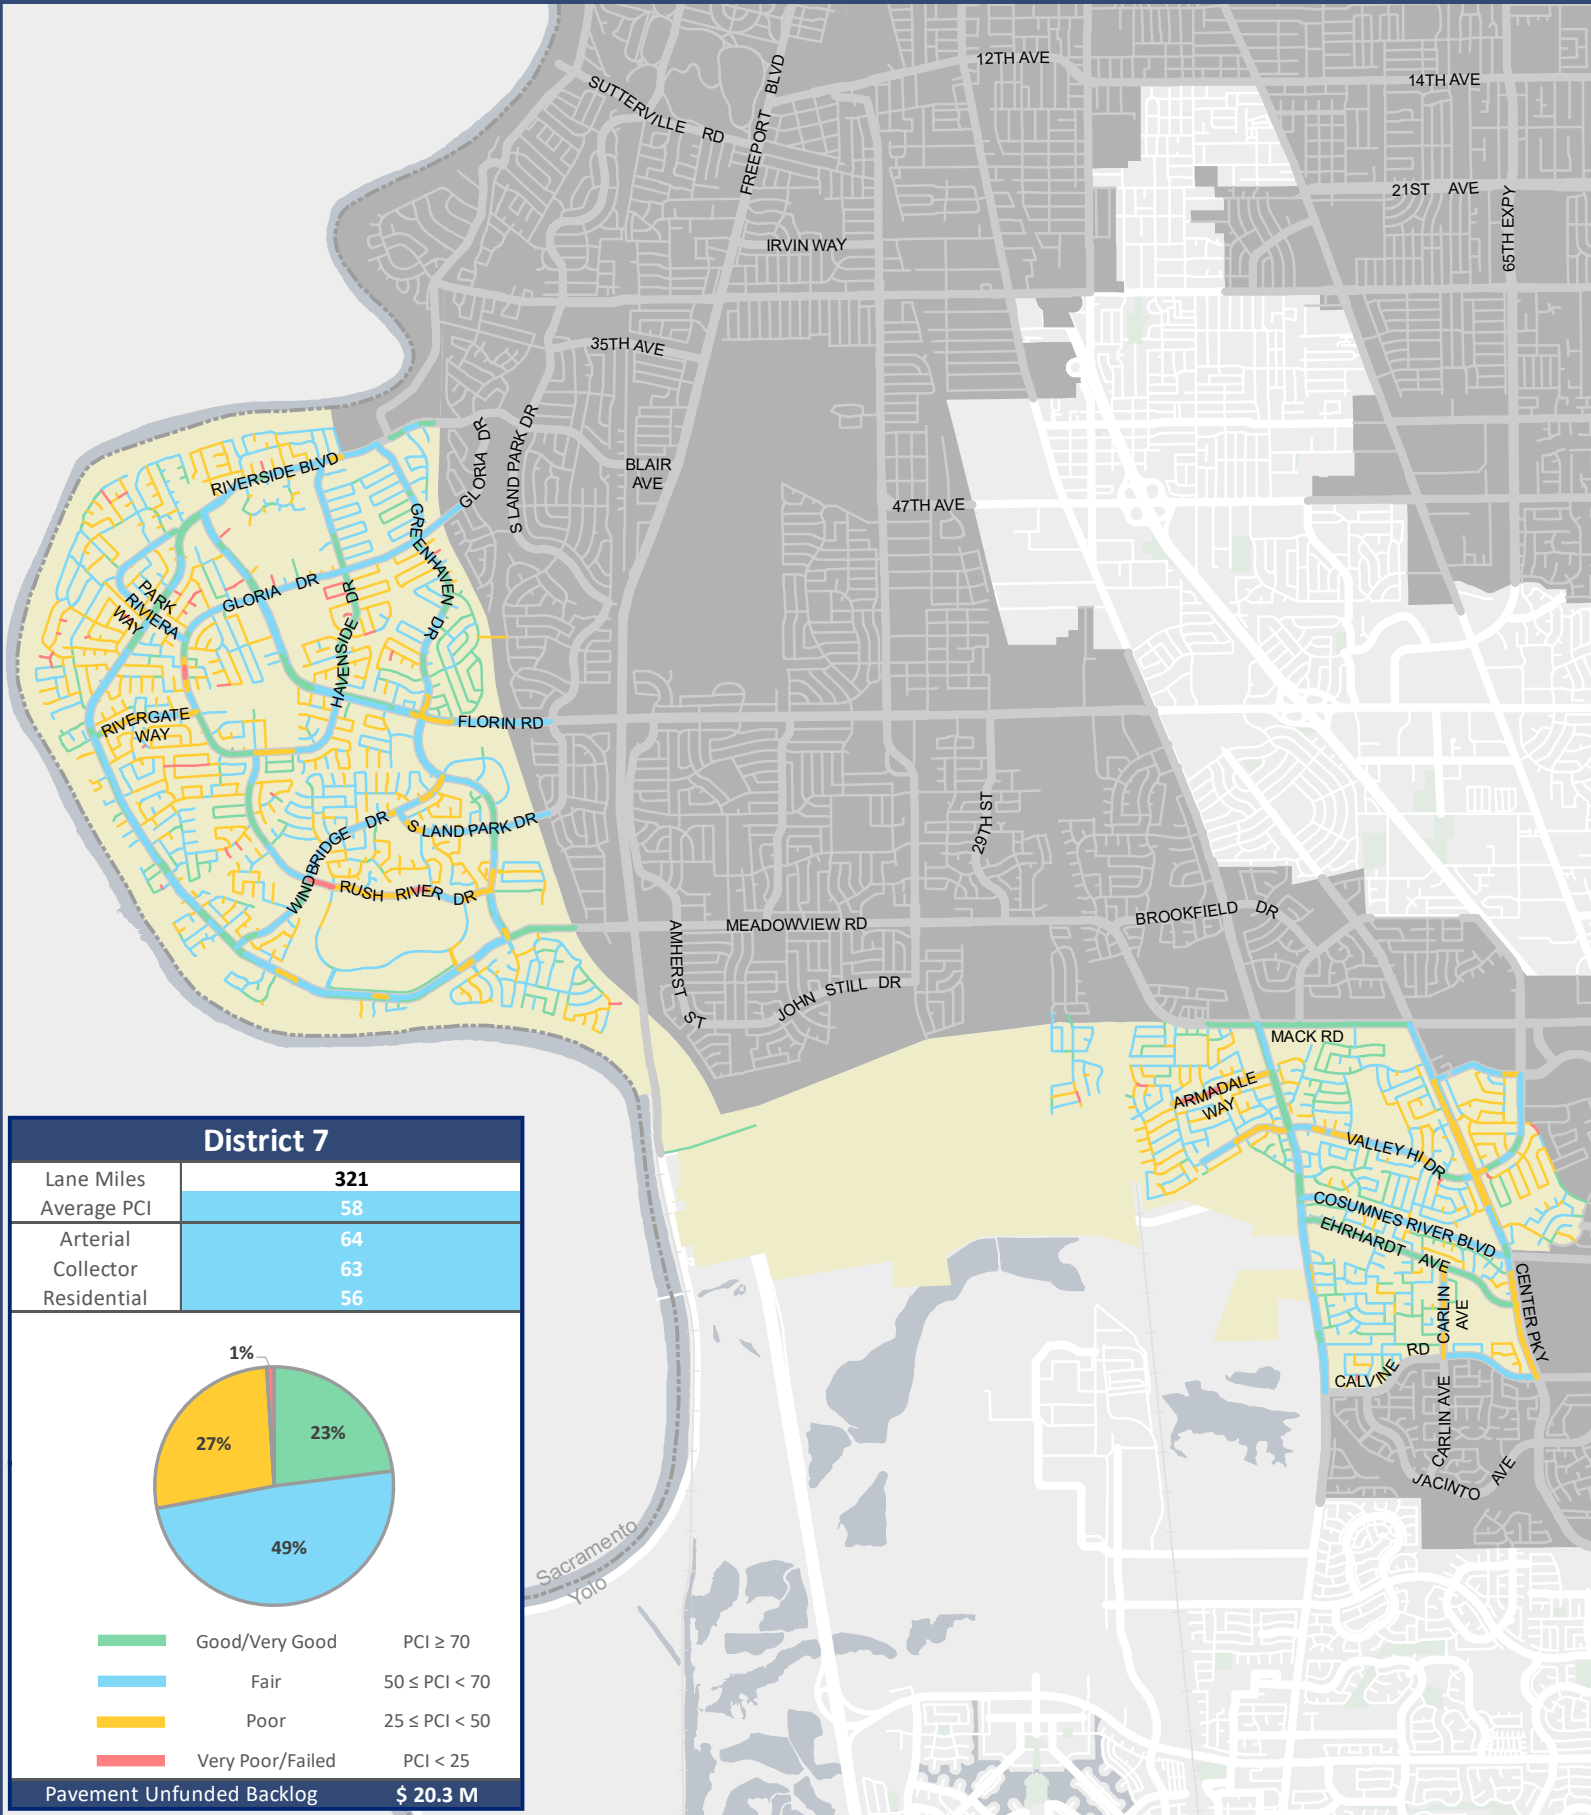 12TH AVE
14TH AVE
SUTTERVILLE RD
FREEPORT BLVD
21ST AVE
65TH EXPY
IRVIN WAY
35TH AVE
GLORIA DR
S LAND PARK DR
BLAIR
AVE
RIVERSIDE BLVD
47TH AVE
GREENHAVEN DR
GLORIA DR
PARK
RIVIERA
WAY
HAVENSIDE DR
RIVERGATE
WAY
FLORIN RD
29TH ST
WINDBRIDGE DR
S LAND PARK DR
RUSH RIVER DR
MEADOWVIEW RD
BROOKFIELD DR
AMHERST ST
JOHN STILL DR
MACK RD
ARMADALE
WAY
VALLEY HI DR
COSUMNES RIVER BLVD
EHRHARDT AVE
CENTER PKY
CARLIN
AVE
CALVINE RD
CARLIN AVE
JACINTO AVE
Sacramento
Yolo
District 7
Lane Miles 321
Average PCI 58
Arterial 64
Collector 63
Residential 56
1%
23%
27%
49%
Good/Very Good PCI ≥ 70
Fair 50 ≤ PCI < 70
Poor 25 ≤ PCI < 50
Very Poor/Failed PCI < 25
Pavement Unfunded Backlog $ 20.3 M